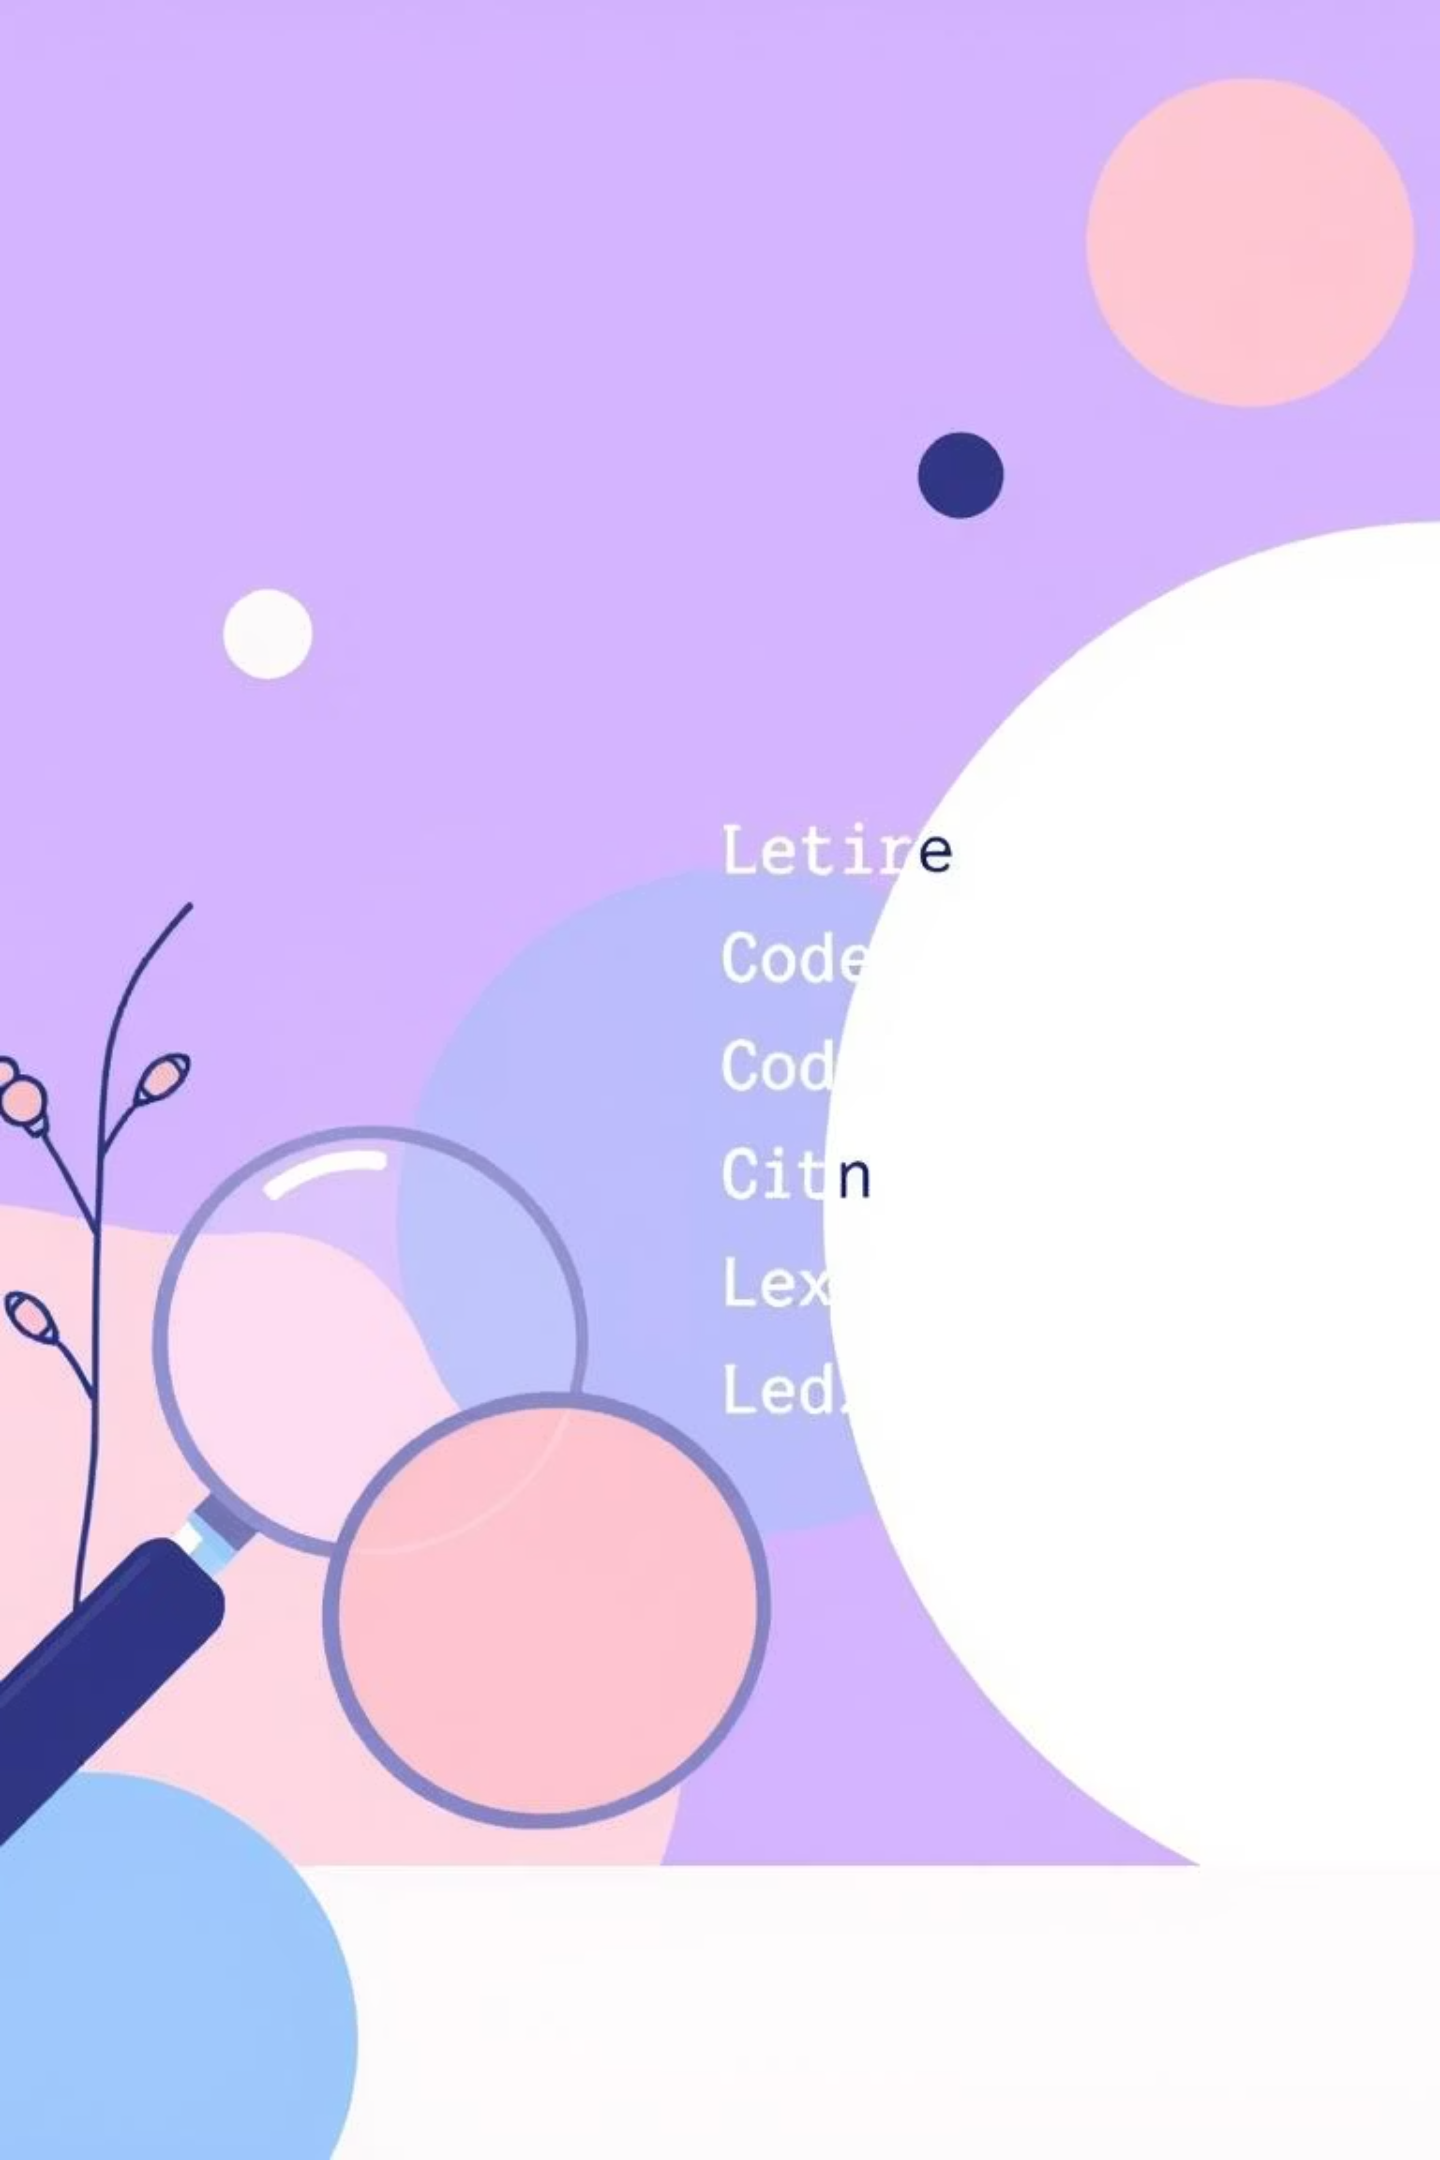 Letire
Code
Cod
Citn
Lex
Led